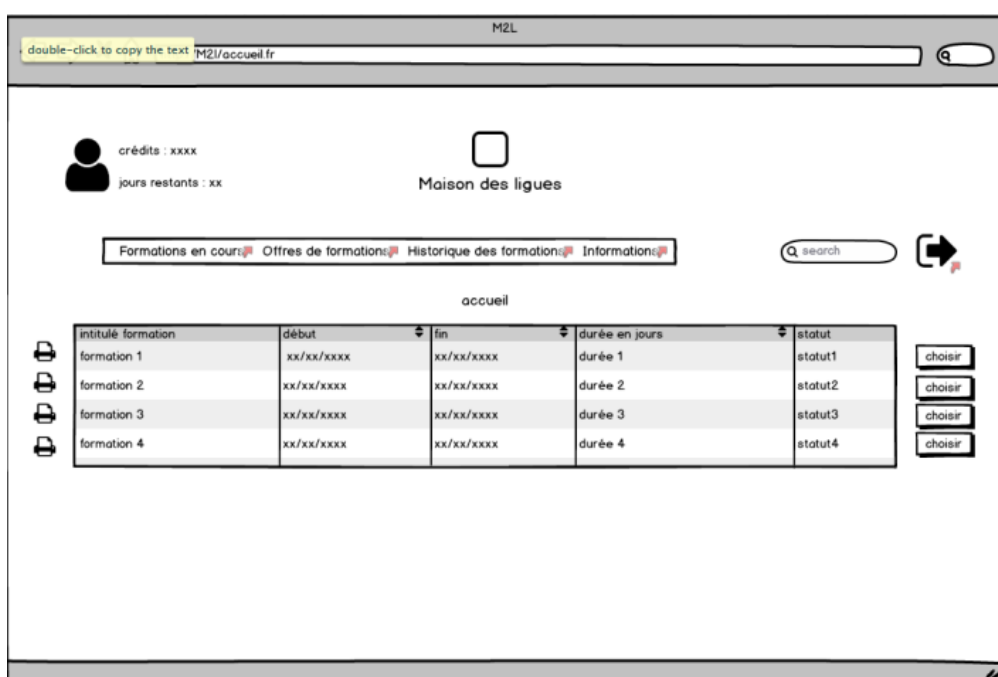 M2L
double-click to copy the text
/M2l/accueil.fr
crédits : xxxx
jours restants : xx
Maison des ligues
Formations en cours Offres de formations Historique des formations Informations
search
accueil
intitulé formation début fin durée en jours statut
formation 1 xx/xx/xxxx xx/xx/xxxx durée 1 statut1 choisir
formation 2 xx/xx/xxxx xx/xx/xxxx durée 2 statut2 choisir
formation 3 xx/xx/xxxx xx/xx/xxxx durée 3 statut3 choisir
formation 4 xx/xx/xxxx xx/xx/xxxx durée 4 statut4 choisir